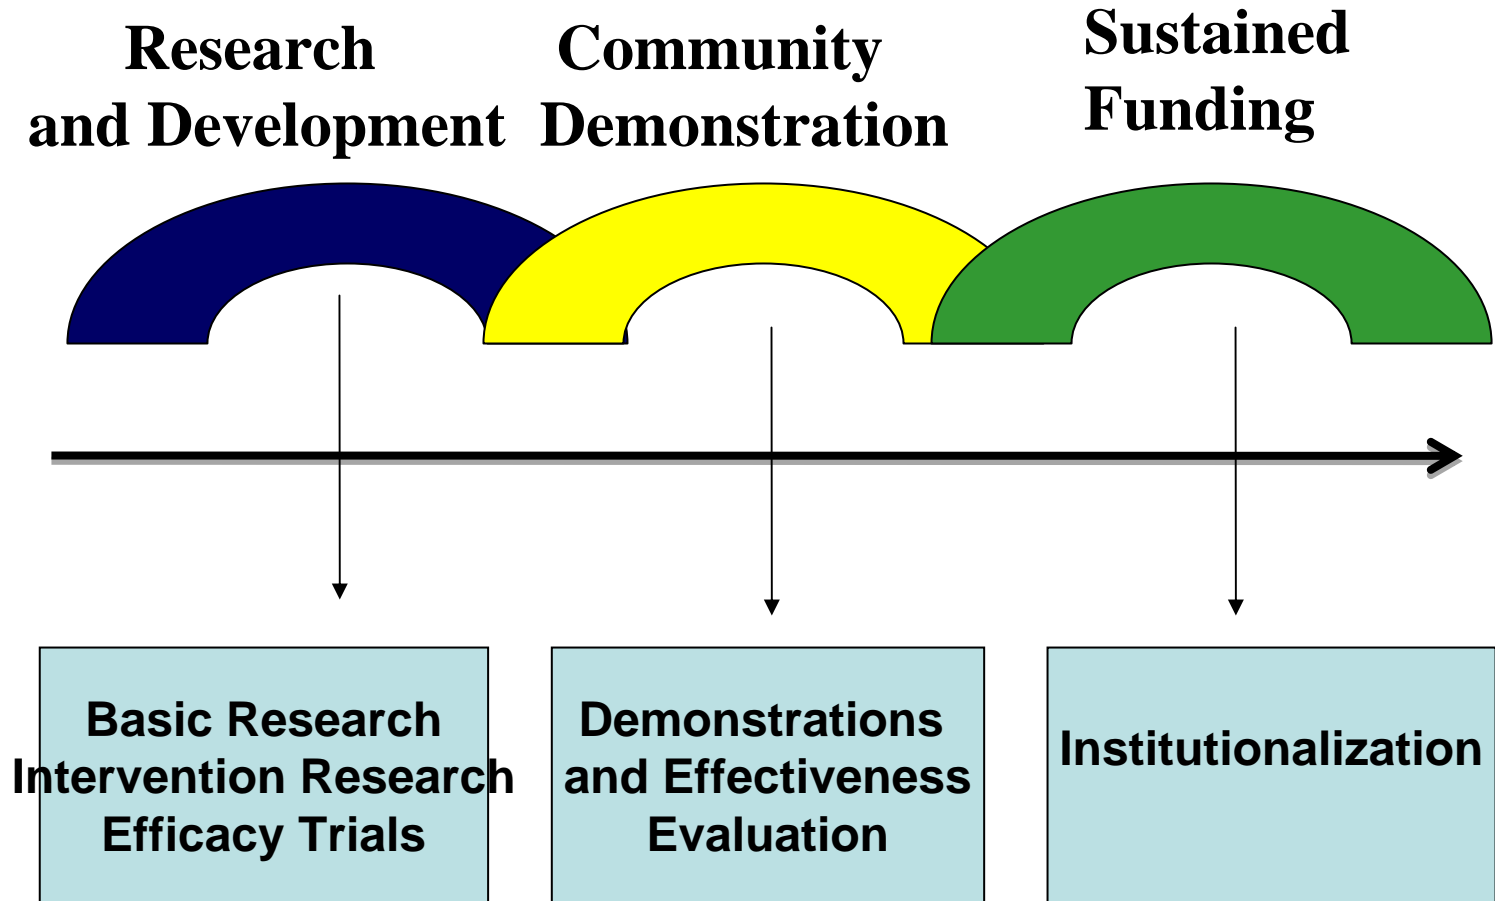 Research
and Development
Community
Demonstration
Sustained
Funding
Basic Research
Intervention Research
Efficacy Trials
Demonstrations
and Effectiveness
Evaluation
Institutionalization